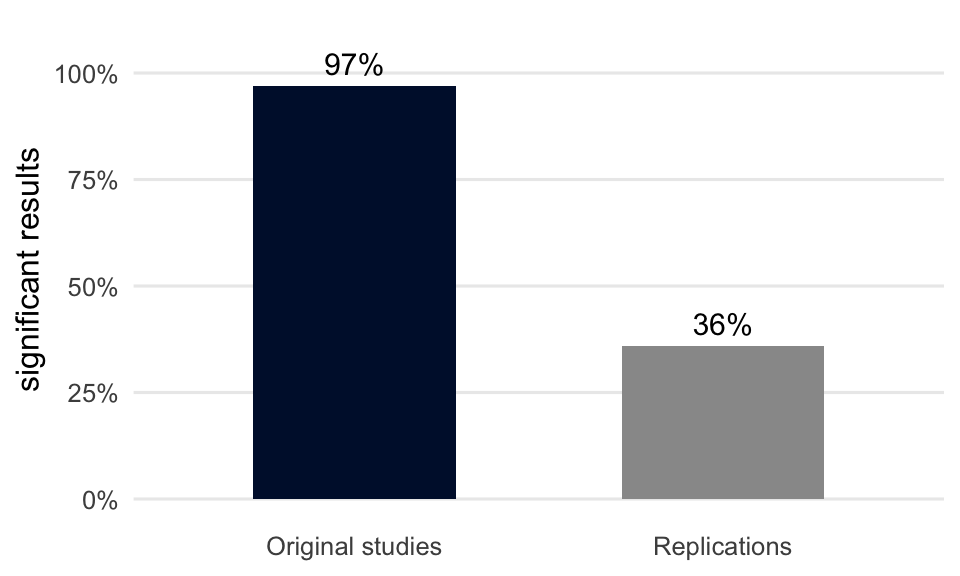 97%
100%
75%
50%
36%
25%
0%
significant results
Original studies
Replications